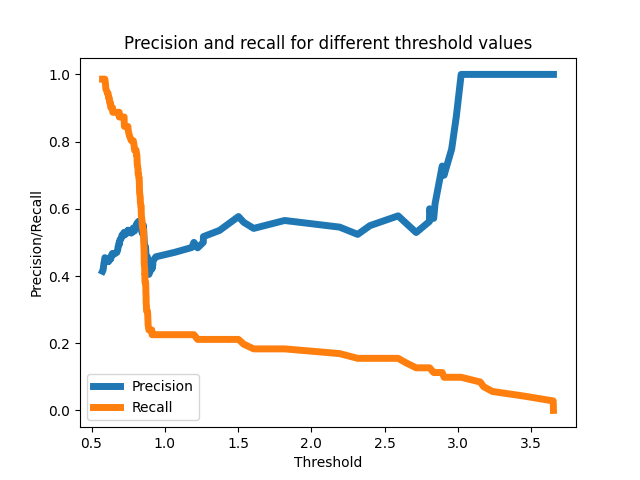 Precision and recall for different threshold values
1.0
0.8
0.6
0.4
0.2
0.0
Precision/Recall
Precision
Recall
0.5 1.0 1.5 2.0 2.5 3.0 3.5
Threshold